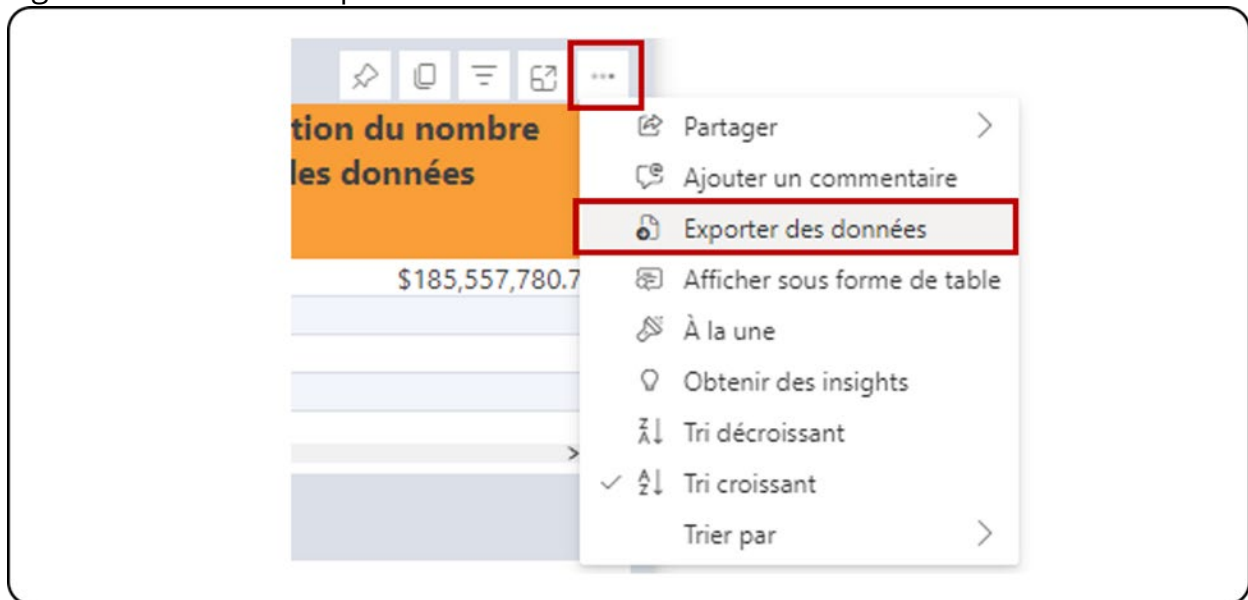 tion du nombre
les données
$185,557,780.7
Partager
Ajouter un commentaire
Exporter des données
Afficher sous forme de table
À la une
Obtenir des insights
Tri décroissant
Tri croissant
Trier par